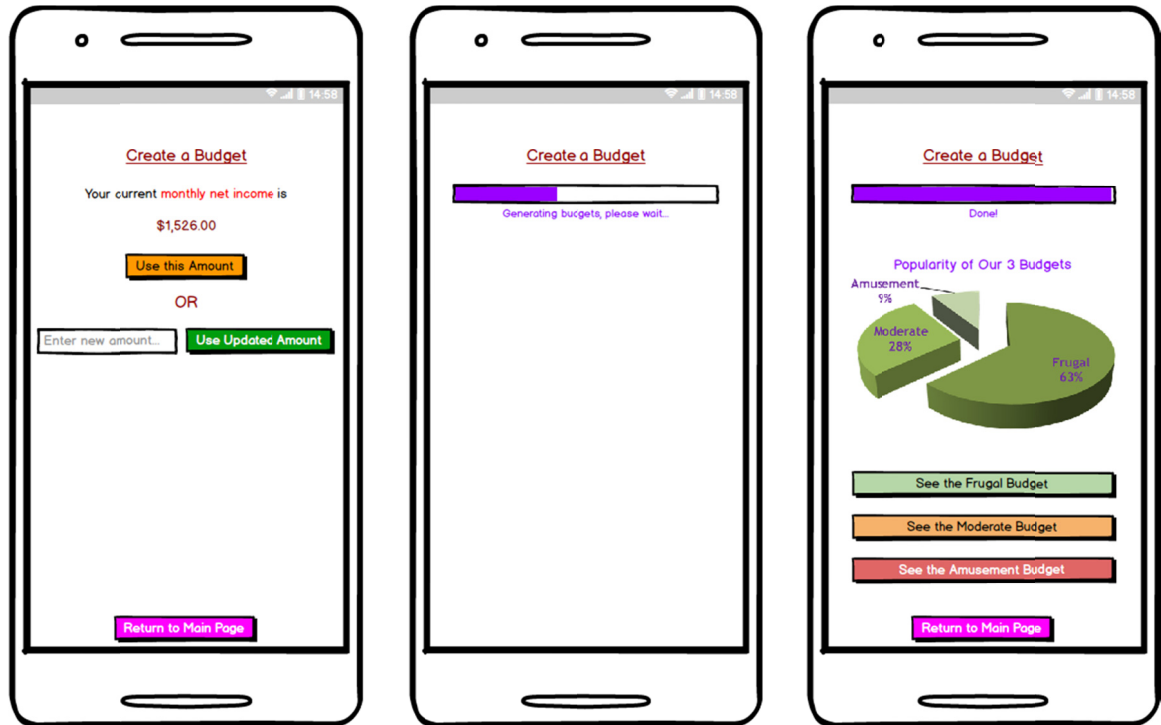 14:58
Create a Budget
Your current monthly net income is
$1,526.00
Use this Amount
OR
Enter new amount...
Use Updated Amount
Return to Main Page
14:58
Create a Budget
Generating budgets, please wait...
14:58
Create a Budget
Done!
Popularity of Our 3 Budgets
Amusement
9%
Moderate
28%
Frugal
63%
See the Frugal Budget
See the Moderate Budget
See the Amusement Budget
Return to Main Page